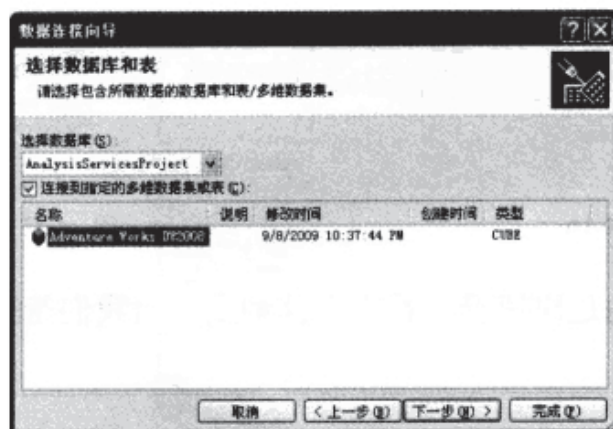 数据连接向导
选择数据库和表
请选择包含所需数据的数据库和表/多维数据集。
选择数据库(S)
AnalysisServicesProject
连接到指定的多维数据集或表(C):
名称 说明 修改时间 创建时间 类型
Adventure Works DW2008 9/8/2009 10:37:44 PM CUBE
取消 <上一步(B) 下一步(N)> 完成(F)